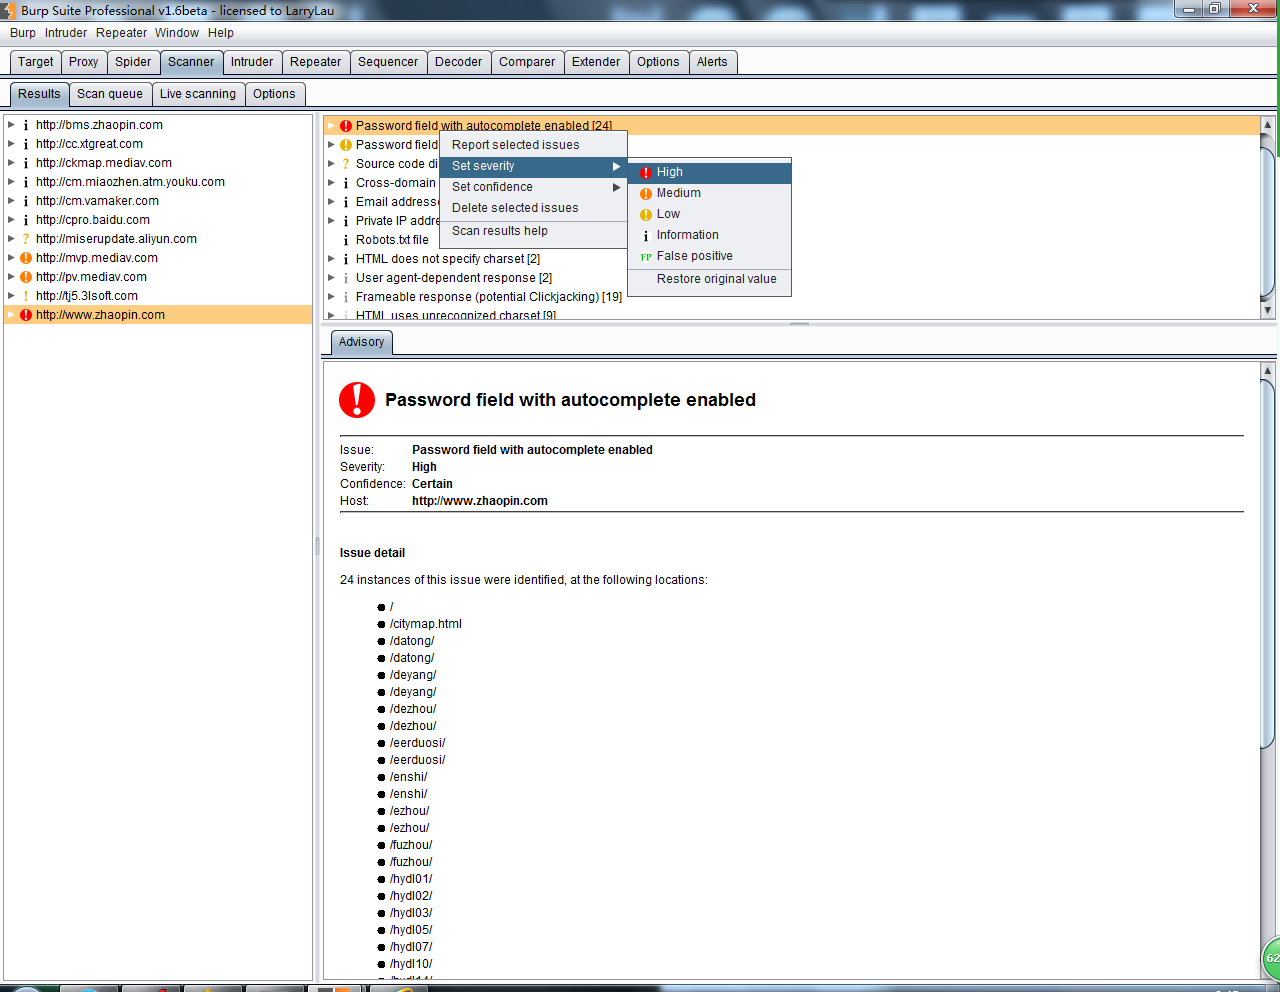 Burp Suite Professional v1.6beta - licensed to LarryLau
Burp Intruder Repeater Window Help
Target Proxy Spider Scanner Intruder Repeater Sequencer Decoder Comparer Extender Options Alerts
Results Scan queue Live scanning Options
http://bms.zhaopin.com
http://cc.xtgreat.com
http://ckmap.mediav.com
http://cm.miaozhen.atm.youku.com
http://cm.vamaker.com
http://cpro.baidu.com
http://miserupdate.aliyun.com
http://mvp.mediav.com
http://pv.mediav.com
http://tj5.3lsoft.com
http://www.zhaopin.com
Password field with autocomplete enabled [24]
Password field
Source code di
Cross-domain
Email address
Private IP addre
Robots.txt file
HTML does not specify charset [2]
User agent-dependent response [2]
Frameable response (potential Clickjacking) [19]
HTML uses unrecognized charset [9]
Report selected issues
Set severity
Set confidence
Delete selected issues
Scan results help
High
Medium
Low
Information
FP False positive
Restore original value
Advisory
Password field with autocomplete enabled
Issue: Password field with autocomplete enabled
Severity: High
Confidence: Certain
Host: http://www.zhaopin.com
Issue detail
24 instances of this issue were identified, at the following locations:
/
/citymap.html
/datong/
/datong/
/deyang/
/deyang/
/dezhou/
/dezhou/
/eerduosi/
/eerduosi/
/enshi/
/enshi/
/ezhou/
/ezhou/
/fuzhou/
/fuzhou/
/hydl01/
/hydl02/
/hydl03/
/hydl05/
/hydl07/
/hydl10/
62